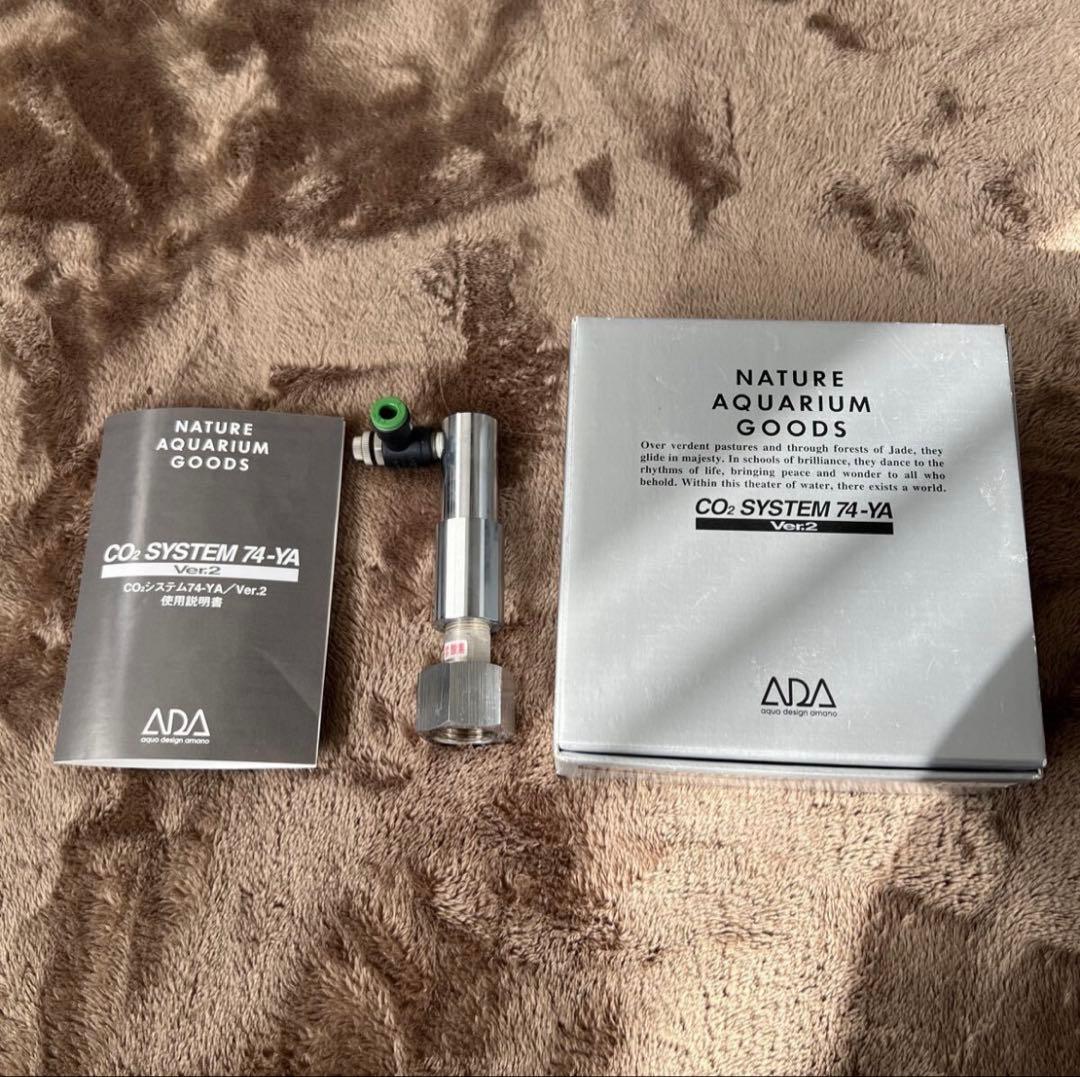 NATURE
AQUARIUM
GOODS
CO2 SYSTEM 74-YA
Ver.2
CO2システム74-YA／Ver.2
使用説明書
ADA
aqua design amano
NATURE
AQUARIUM
GOODS
Over verdent pastures and through forests of Jade, they
glide in majesty. In schools of brilliance, they dance to the
rhythms of life, bringing peace and wonder to all who
behold. Within this theater of water, there exists a world.
CO2 SYSTEM 74-YA
Ver.2
ADA
aqua design amano